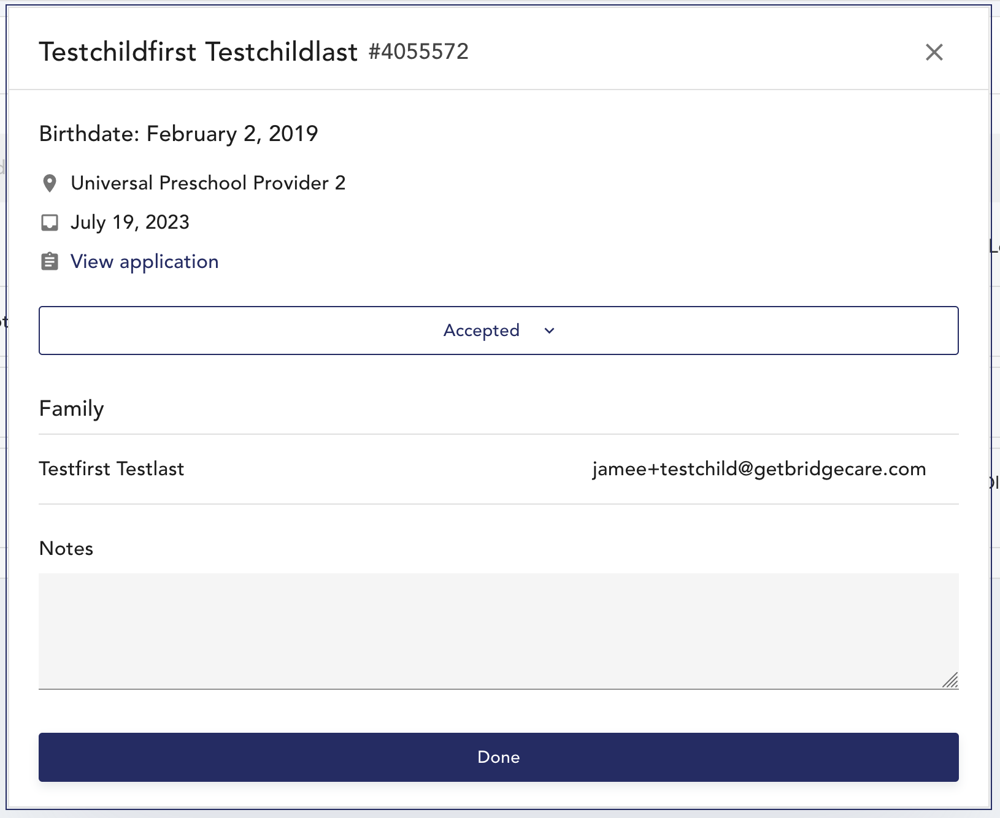 Testchildfirst Testchildlast #4055572
Birthdate: February 2, 2019
Universal Preschool Provider 2
July 19, 2023
View application
Accepted
Family
Testfirst Testlast jamee+testchild@getbridgecare.com
Notes
Done